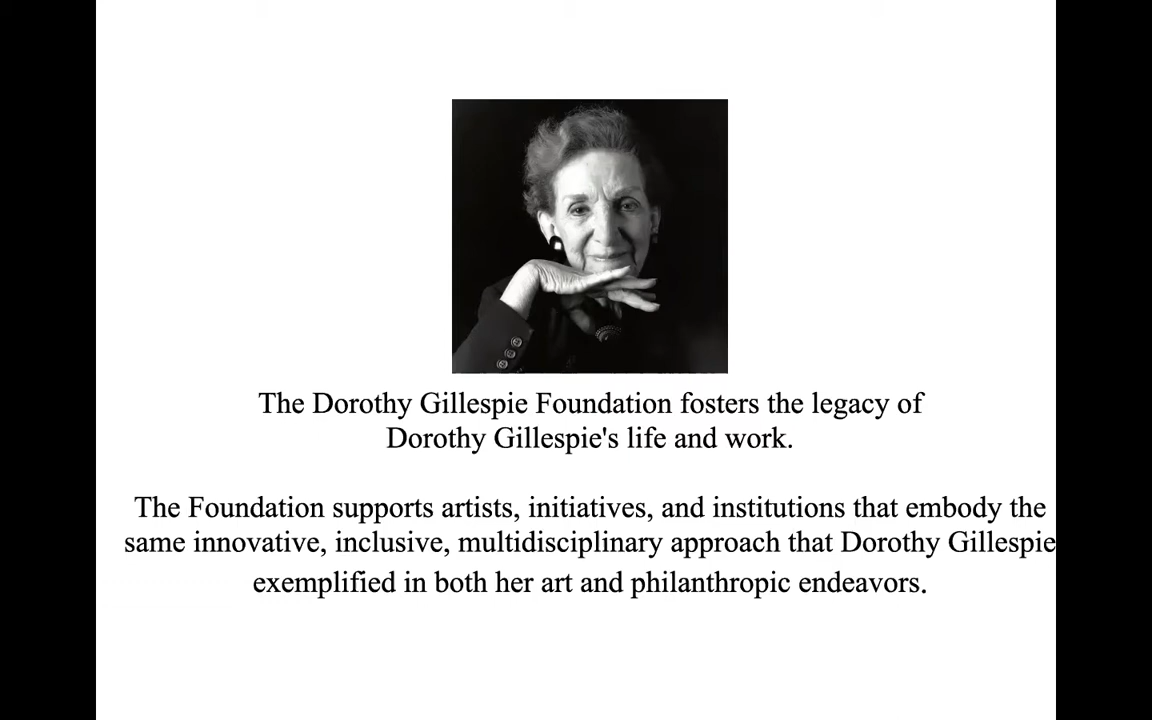 The Dorothy Gillespie Foundation fosters the legacy of
Dorothy Gillespie's life and work.
The Foundation supports artists, initiatives, and institutions that embody the
same innovative, inclusive, multidisciplinary approach that Dorothy Gillespie
exemplified in both her art and philanthropic endeavors.